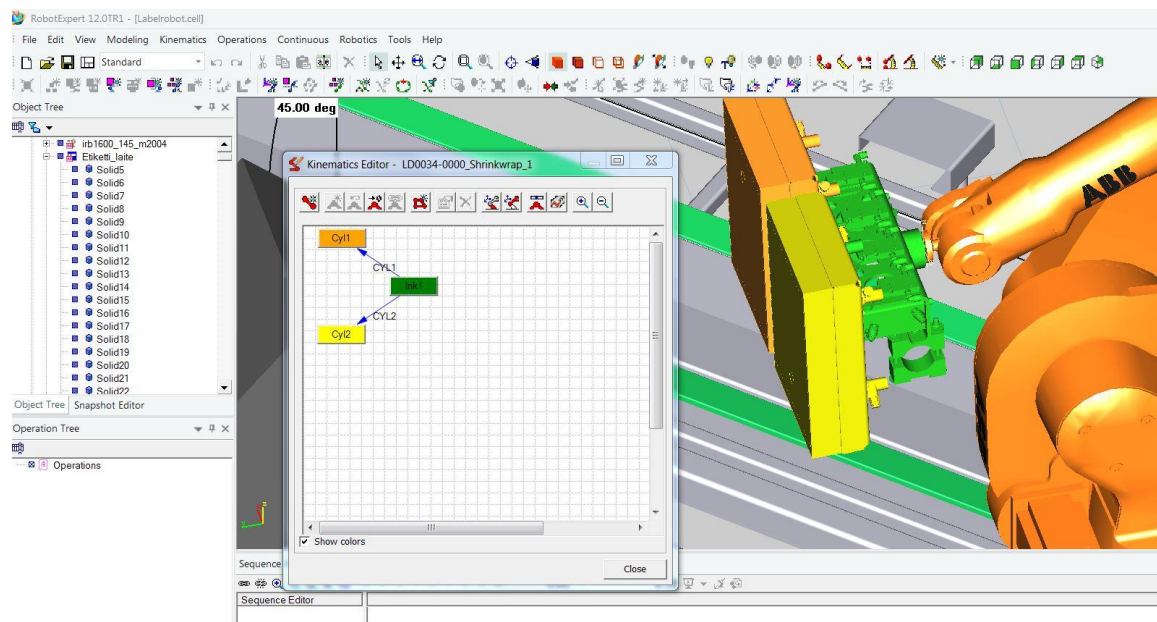 RobotExpert 12.0TR1 - [Labelrobot.cell]
File Edit View Modeling Kinematics Operations Continuous Robotics Tools Help
Standard
Object Tree
45.00 deg
irb1600_145_m2004
Etiketti_laite
Solid5
Solid6
Solid7
Solid8
Solid9
Solid10
Solid11
Solid12
Solid13
Solid14
Solid15
Solid16
Solid17
Solid18
Solid19
Solid20
Solid21
Solid22
Object Tree Snapshot Editor
Operation Tree
Operations
Kinematics Editor - LD0034-0000_Shrinkwrap_1
Cyl1
CYL1
lnk1
CYL2
Cyl2
Show colors
Close
ABB
Sequence
Sequence Editor